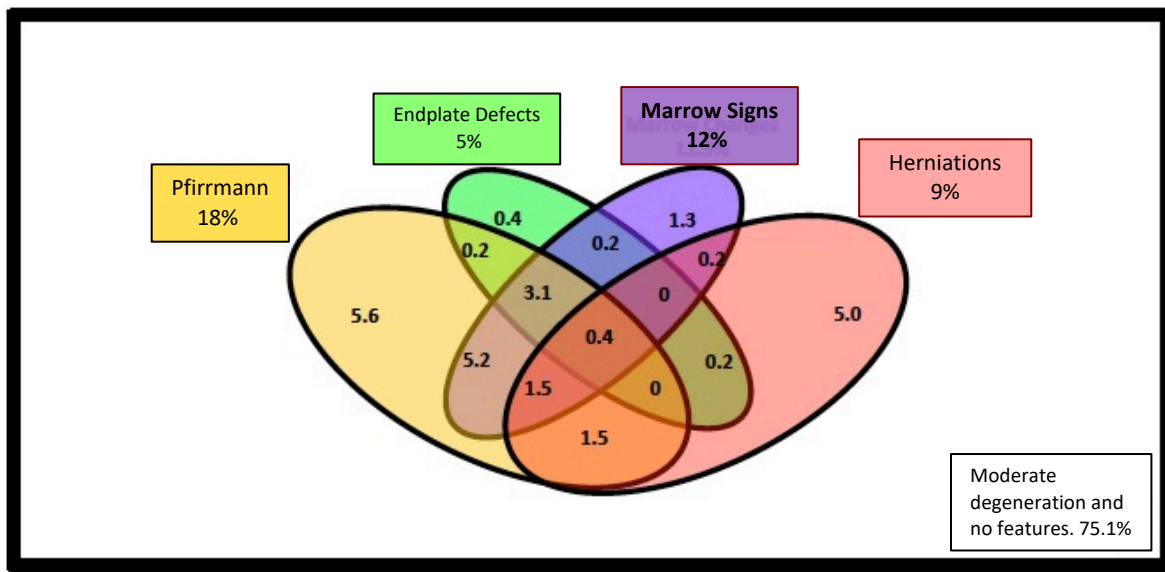 Endplate Defects
5%
Marrow Signs
12%
Herniations
9%
Pfirrmann
18%
0.4
1.3
0.2
0.2
0.2
3.1
0
5.6
5.0
0.4
5.2
0.2
1.5
0
1.5
Moderate
degeneration and
no features. 75.1%